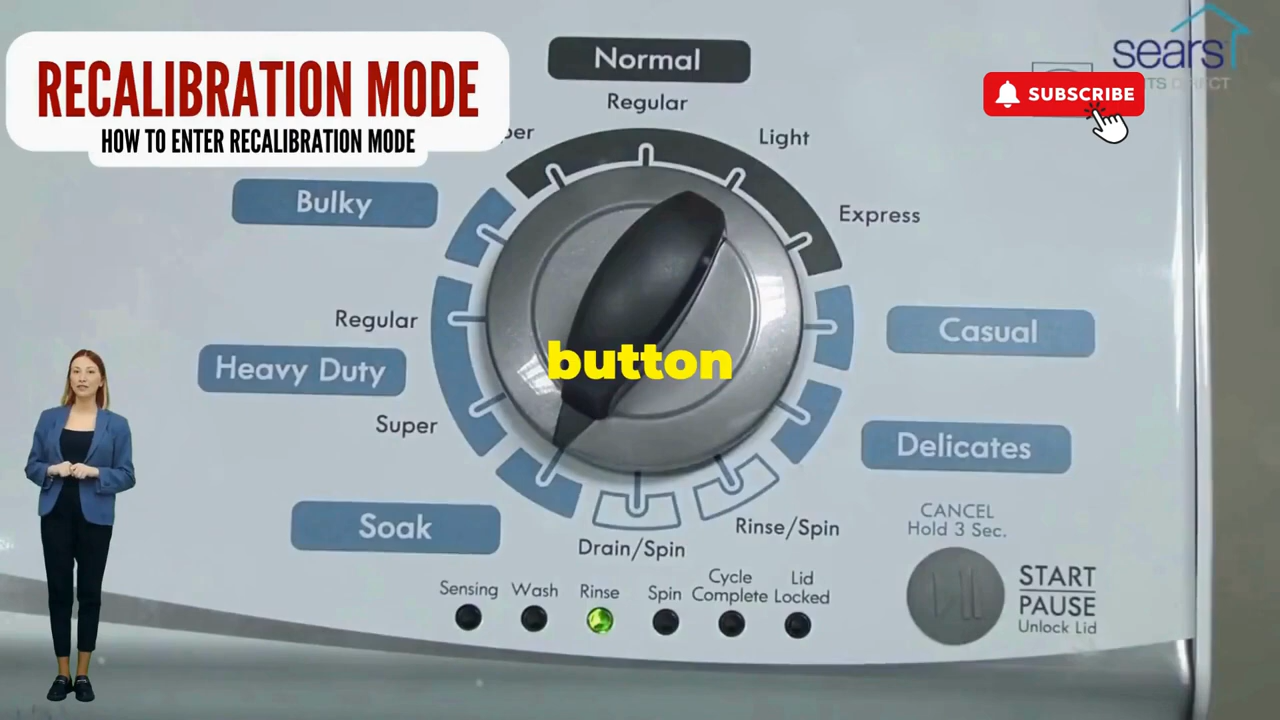 sears
RECALIBRATION MODE
HOW TO ENTER RECALIBRATION MODE
SUBSCRIBE
DIRECT
Normal
Regular
Light
Bulky
Express
Regular
Casual
Heavy Duty
button
Super
Delicates
Soak
Rinse/Spin
Drain/Spin
CANCEL
Hold 3 Sec.
START
PAUSE
Unlock Lid
Sensing
Wash
Rinse
Spin
Cycle
Complete
Lid
Locked